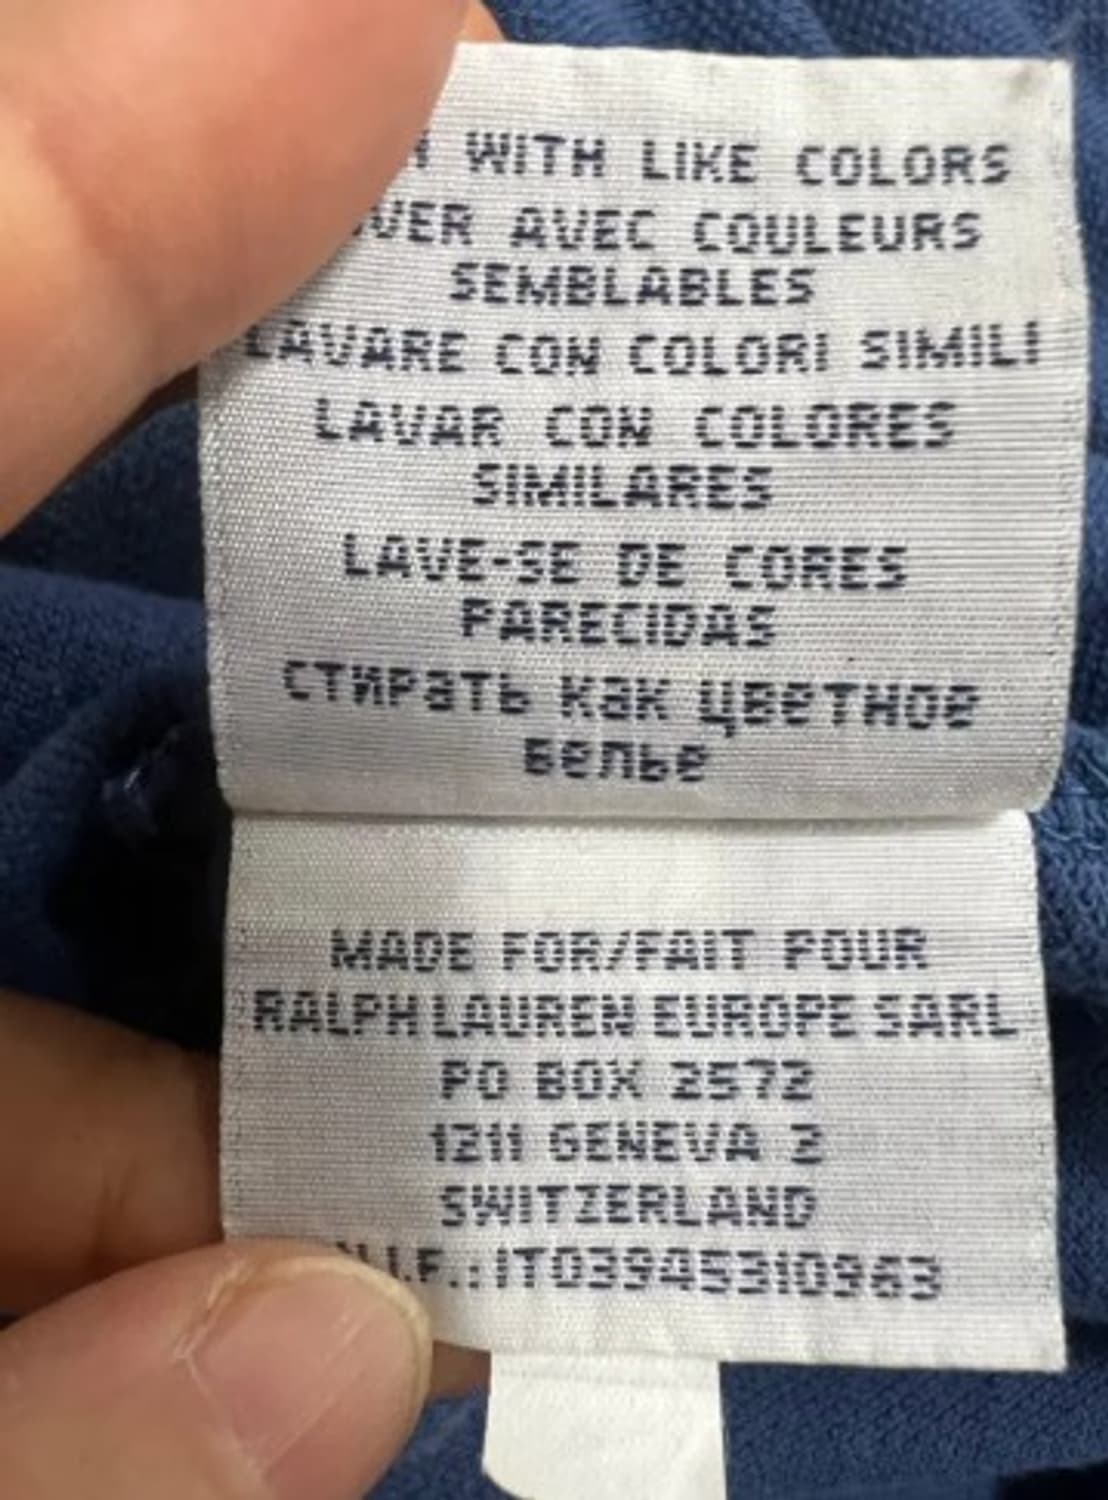 WITH LIKE COLORS
AVEC COULEURS
SEMBLABLES
LAVARE CON COLORI SIMILI
LAVAR CON COLORES
SIMILARES
LAVE-SE DE CORES
PARECIDAS
стирать как цветное
белье
MADE FOR/FAIT POUR
RALPH LAUREN EUROPE SARL
PO BOX 2572
1211 GENEVA 2
SWITZERLAND
IT03945310963